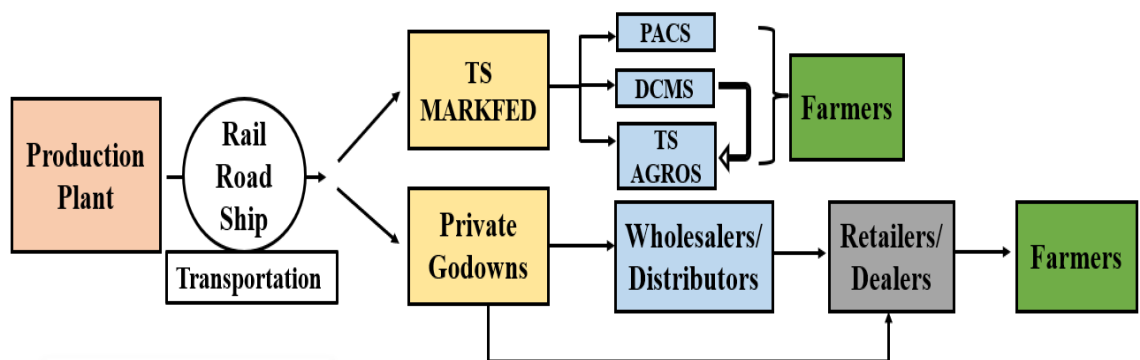 Production
Plant
Rail
Road
Ship
Transportation
TS
MARKFED
PACS
DCMS
TS
AGROS
Farmers
Private
Godowns
Wholesalers/
Distributors
Retailers/
Dealers
Farmers